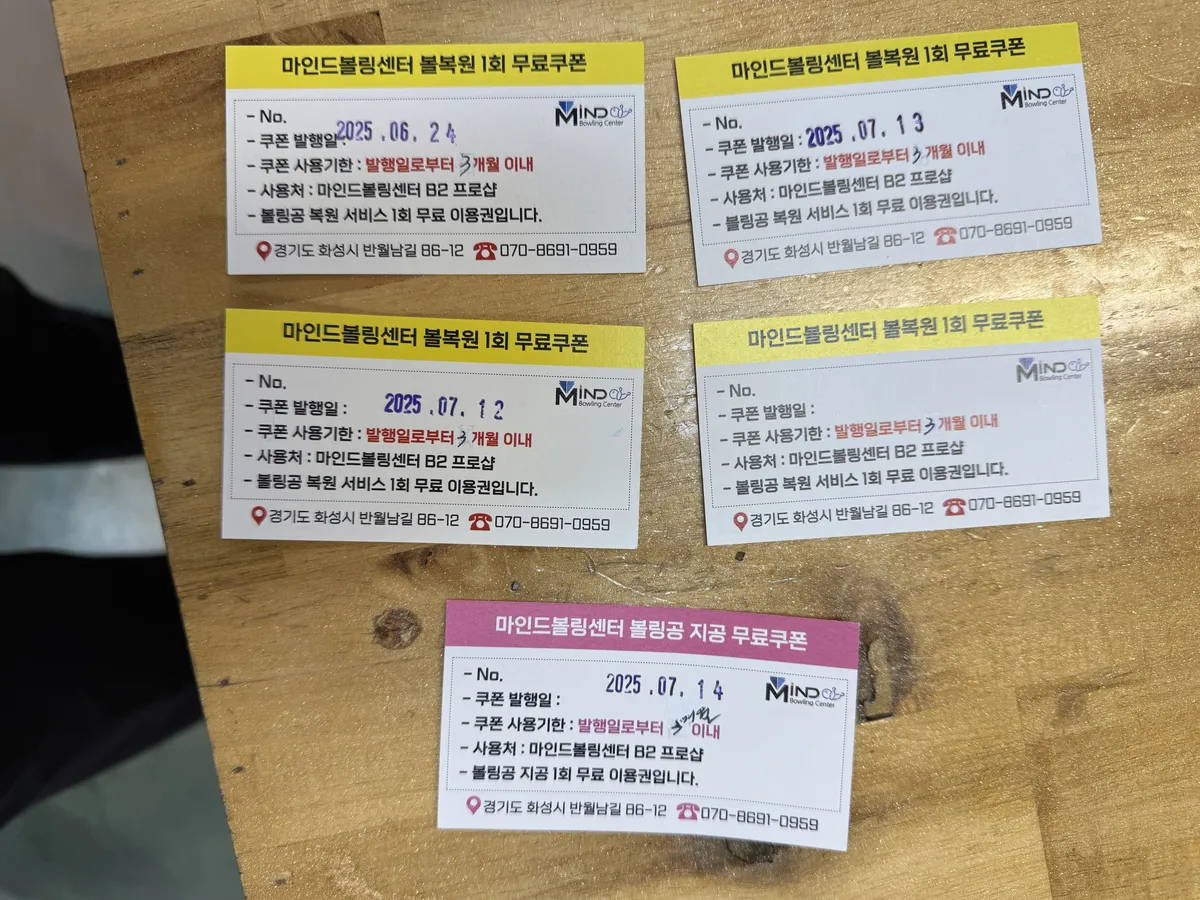 마인드볼링센터 볼복원 1회 무료쿠폰
MIND
Bowling Center
- No.
- 쿠폰 발행일 : 2025 .06. 24
- 쿠폰 사용기한 : 발행일로부터 3개월 이내
- 사용처 : 마인드볼링센터 B2 프로샵
- 볼링공 복원 서비스 1회 무료 이용권입니다.
경기도 화성시 반월남길 86-12 070-8691-0959
마인드볼링센터 볼복원 1회 무료쿠폰
MIND
Bowling Center
- No.
- 쿠폰 발행일 : 2025 .07. 13
- 쿠폰 사용기한 : 발행일로부터 3개월 이내
- 사용처 : 마인드볼링센터 B2 프로샵
- 볼링공 복원 서비스 1회 무료 이용권입니다.
경기도 화성시 반월남길 86-12 070-8691-0959
마인드볼링센터 볼복원 1회 무료쿠폰
MIND
Bowling Center
- No.
- 쿠폰 발행일 : 2025 .07. 12
- 쿠폰 사용기한 : 발행일로부터 3개월 이내
- 사용처 : 마인드볼링센터 B2 프로샵
- 볼링공 복원 서비스 1회 무료 이용권입니다.
경기도 화성시 반월남길 86-12 070-8691-0959
마인드볼링센터 볼복원 1회 무료쿠폰
MIND
Bowling Center
- No.
- 쿠폰 발행일 :
- 쿠폰 사용기한 : 발행일로부터 3개월 이내
- 사용처 : 마인드볼링센터 B2 프로샵
- 볼링공 복원 서비스 1회 무료 이용권입니다.
경기도 화성시 반월남길 86-12 070-8691-0959
마인드볼링센터 볼링공 지공 무료쿠폰
MIND
Bowling Center
- No.
- 쿠폰 발행일 : 2025 .07. 14
- 쿠폰 사용기한 : 발행일로부터 3개월 이내
- 사용처 : 마인드볼링센터 B2 프로샵
- 볼링공 지공 1회 무료 이용권입니다.
경기도 화성시 반월남길 86-12 070-8691-0959